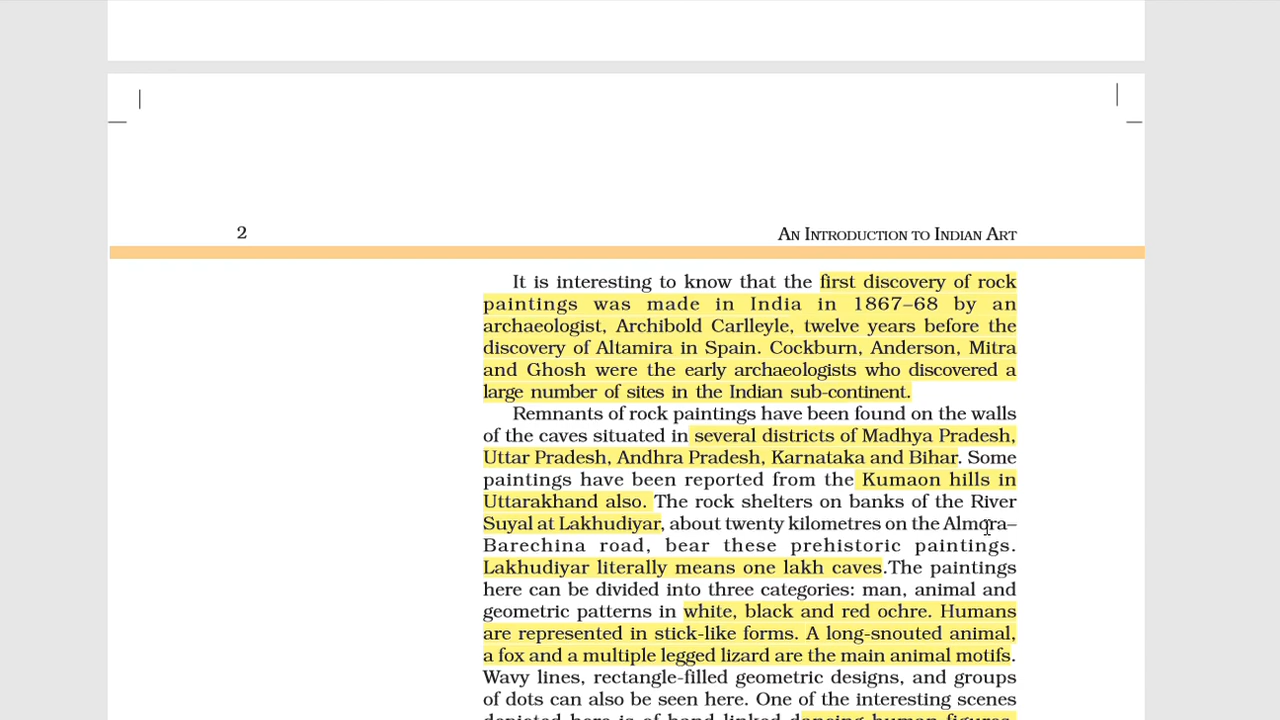 2
An Introduction to Indian Art
It is interesting to know that the first discovery of rock
paintings was made in India in 1867–68 by an
archaeologist, Archibold Carlleyle, twelve years before the
discovery of Altamira in Spain. Cockburn, Anderson, Mitra
and Ghosh were the early archaeologists who discovered a
large number of sites in the Indian sub-continent.
Remnants of rock paintings have been found on the walls
of the caves situated in several districts of Madhya Pradesh,
Uttar Pradesh, Andhra Pradesh, Karnataka and Bihar. Some
paintings have been reported from the Kumaon hills in
Uttarakhand also. The rock shelters on banks of the River
Suyal at Lakhudiyar, about twenty kilometres on the Almora–
Barechina road, bear these prehistoric paintings.
Lakhudiyar literally means one lakh caves.The paintings
here can be divided into three categories: man, animal and
geometric patterns in white, black and red ochre. Humans
are represented in stick-like forms. A long-snouted animal,
a fox and a multiple legged lizard are the main animal motifs.
Wavy lines, rectangle-filled geometric designs, and groups
of dots can also be seen here. One of the interesting scenes
depicted here is of hand-linked dancing human figures.